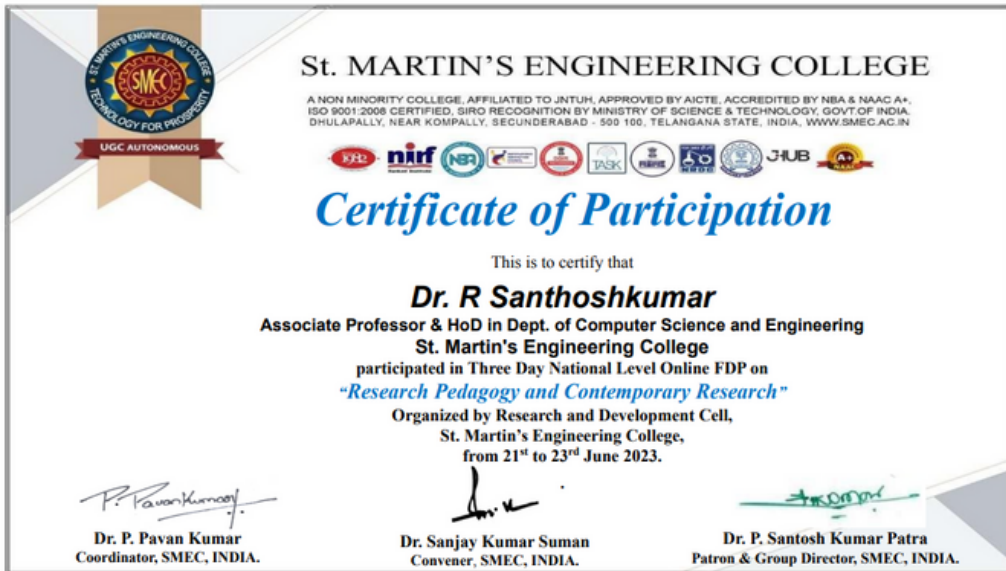 ST. MARTIN'S ENGINEERING COLLEGE
SMEC
TECHNOLOGY FOR PROSPERITY
UGC AUTONOMOUS
St. MARTIN'S ENGINEERING COLLEGE
A NON MINORITY COLLEGE, AFFILIATED TO JNTUH, APPROVED BY AICTE, ACCREDITED BY NBA & NAAC A+,
ISO 9001:2008 CERTIFIED, SIRO RECOGNITION BY MINISTRY OF SCIENCE & TECHNOLOGY, GOVT.OF INDIA.
DHULAPALLY, NEAR KOMPALLY, SECUNDERABAD - 500 100, TELANGANA STATE, INDIA, WWW.SMEC.AC.IN
nirf NBA TASK J-HUB A+
Certificate of Participation
This is to certify that
Dr. R Santhoshkumar
Associate Professor & HoD in Dept. of Computer Science and Engineering
St. Martin's Engineering College
participated in Three Day National Level Online FDP on
“Research Pedagogy and Contemporary Research”
Organized by Research and Development Cell,
St. Martin’s Engineering College,
from 21st to 23rd June 2023.
P. Pavan Kumar
Dr. P. Pavan Kumar
Coordinator, SMEC, INDIA.
Dr. Sanjay Kumar Suman
Convener, SMEC, INDIA.
Dr. P. Santosh Kumar Patra
Patron & Group Director, SMEC, INDIA.